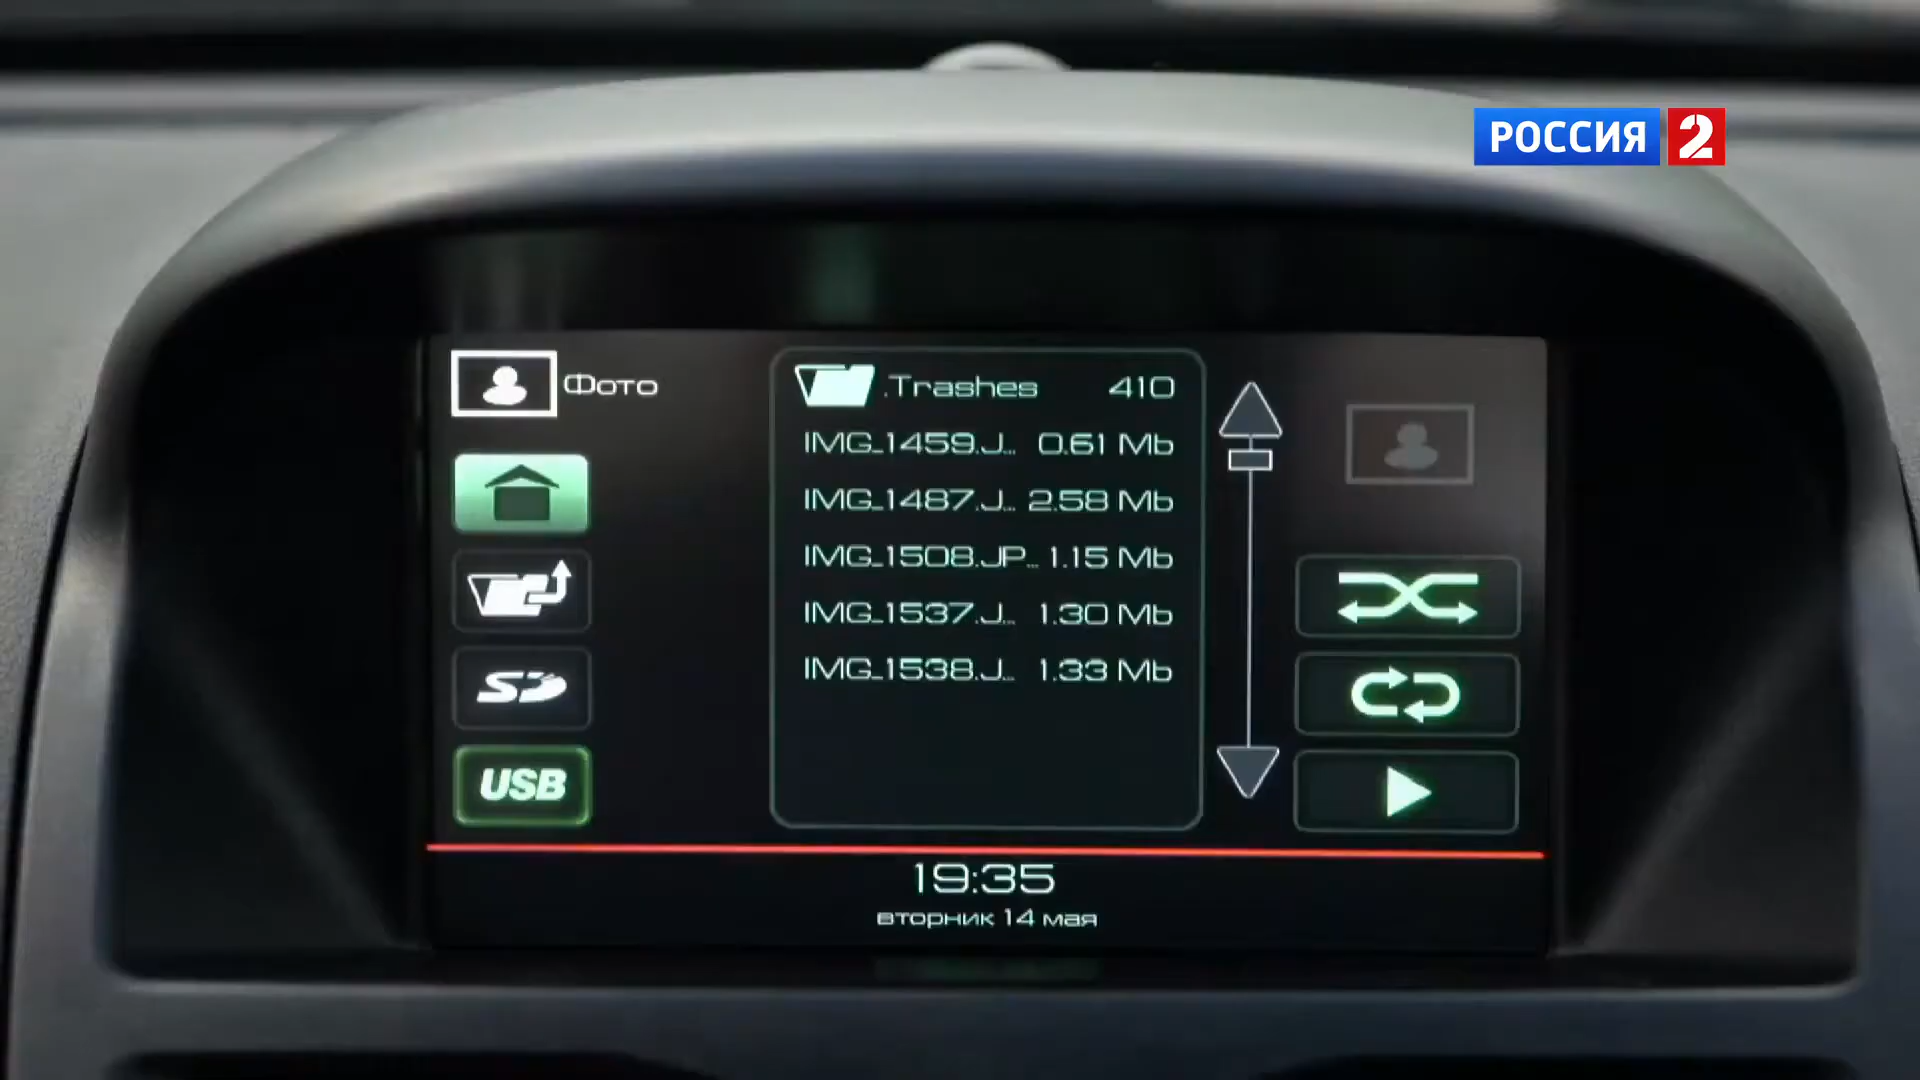 РОССИЯ 2
Фото
.Trashes 410
IMG_1459.J... 0.61 Mb
IMG_1487.J... 2.58 Mb
IMG_1508.JP... 1.15 Mb
IMG_1537.J... 1.30 Mb
IMG_1538.J... 1.33 Mb
SD
USB
19:35
вторник 14 мая